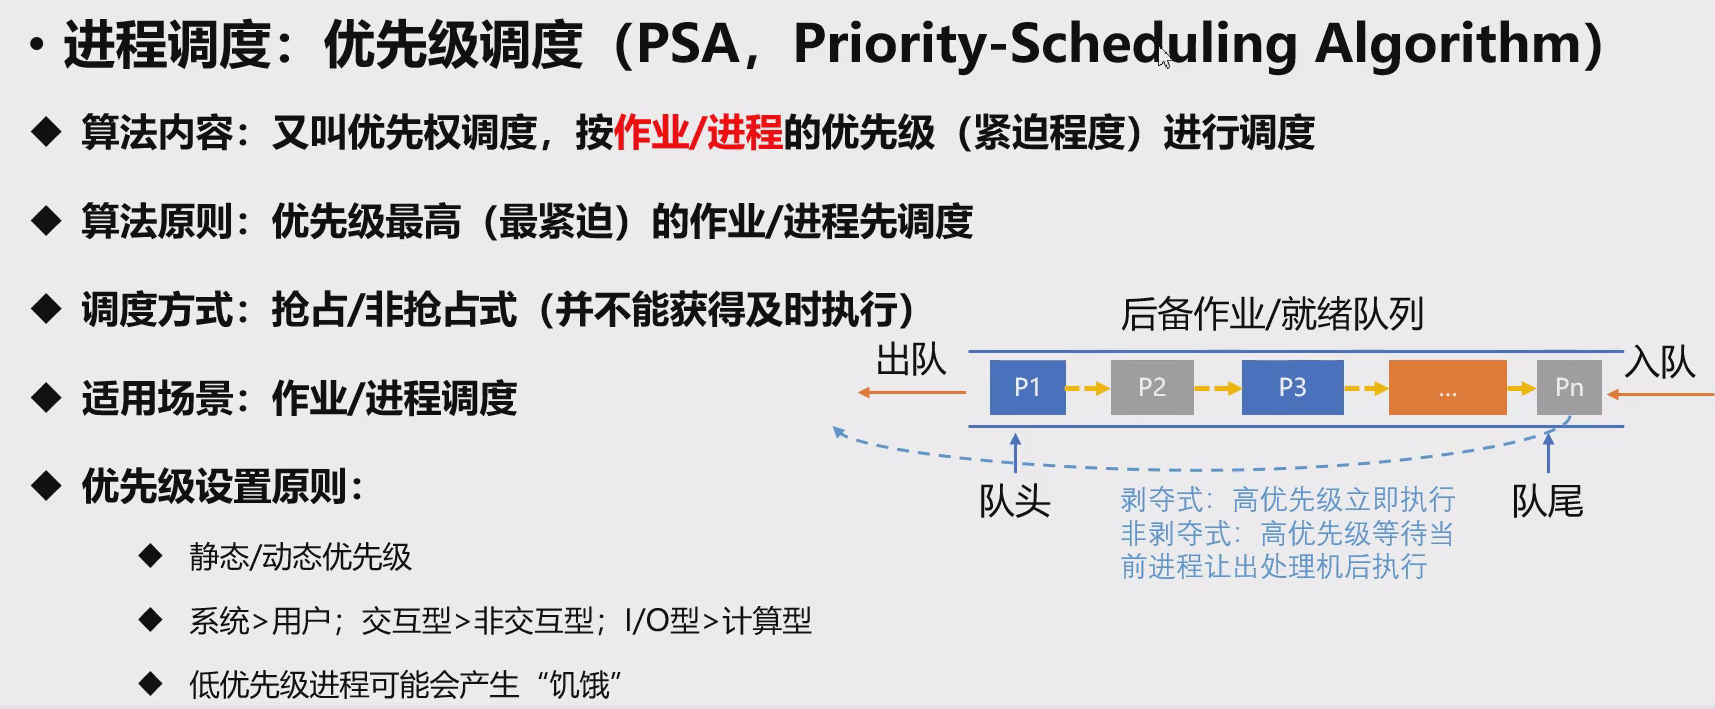 • 进程调度：优先级调度（PSA，Priority-Scheduling Algorithm）
◆ 算法内容：又叫优先权调度，按作业/进程的优先级（紧迫程度）进行调度
◆ 算法原则：优先级最高（最紧迫）的作业/进程先调度
◆ 调度方式：抢占/非抢占式（并不能获得及时执行）
◆ 适用场景：作业/进程调度
◆ 优先级设置原则：
◆ 静态/动态优先级
◆ 系统>用户；交互型>非交互型；I/O型>计算型
◆ 低优先级进程可能会产生“饥饿”
后备作业/就绪队列
出队
P1
P2
P3
...
Pn
入队
队头
队尾
剥夺式：高优先级立即执行
非剥夺式：高优先级等待当
前进程让出处理机后执行